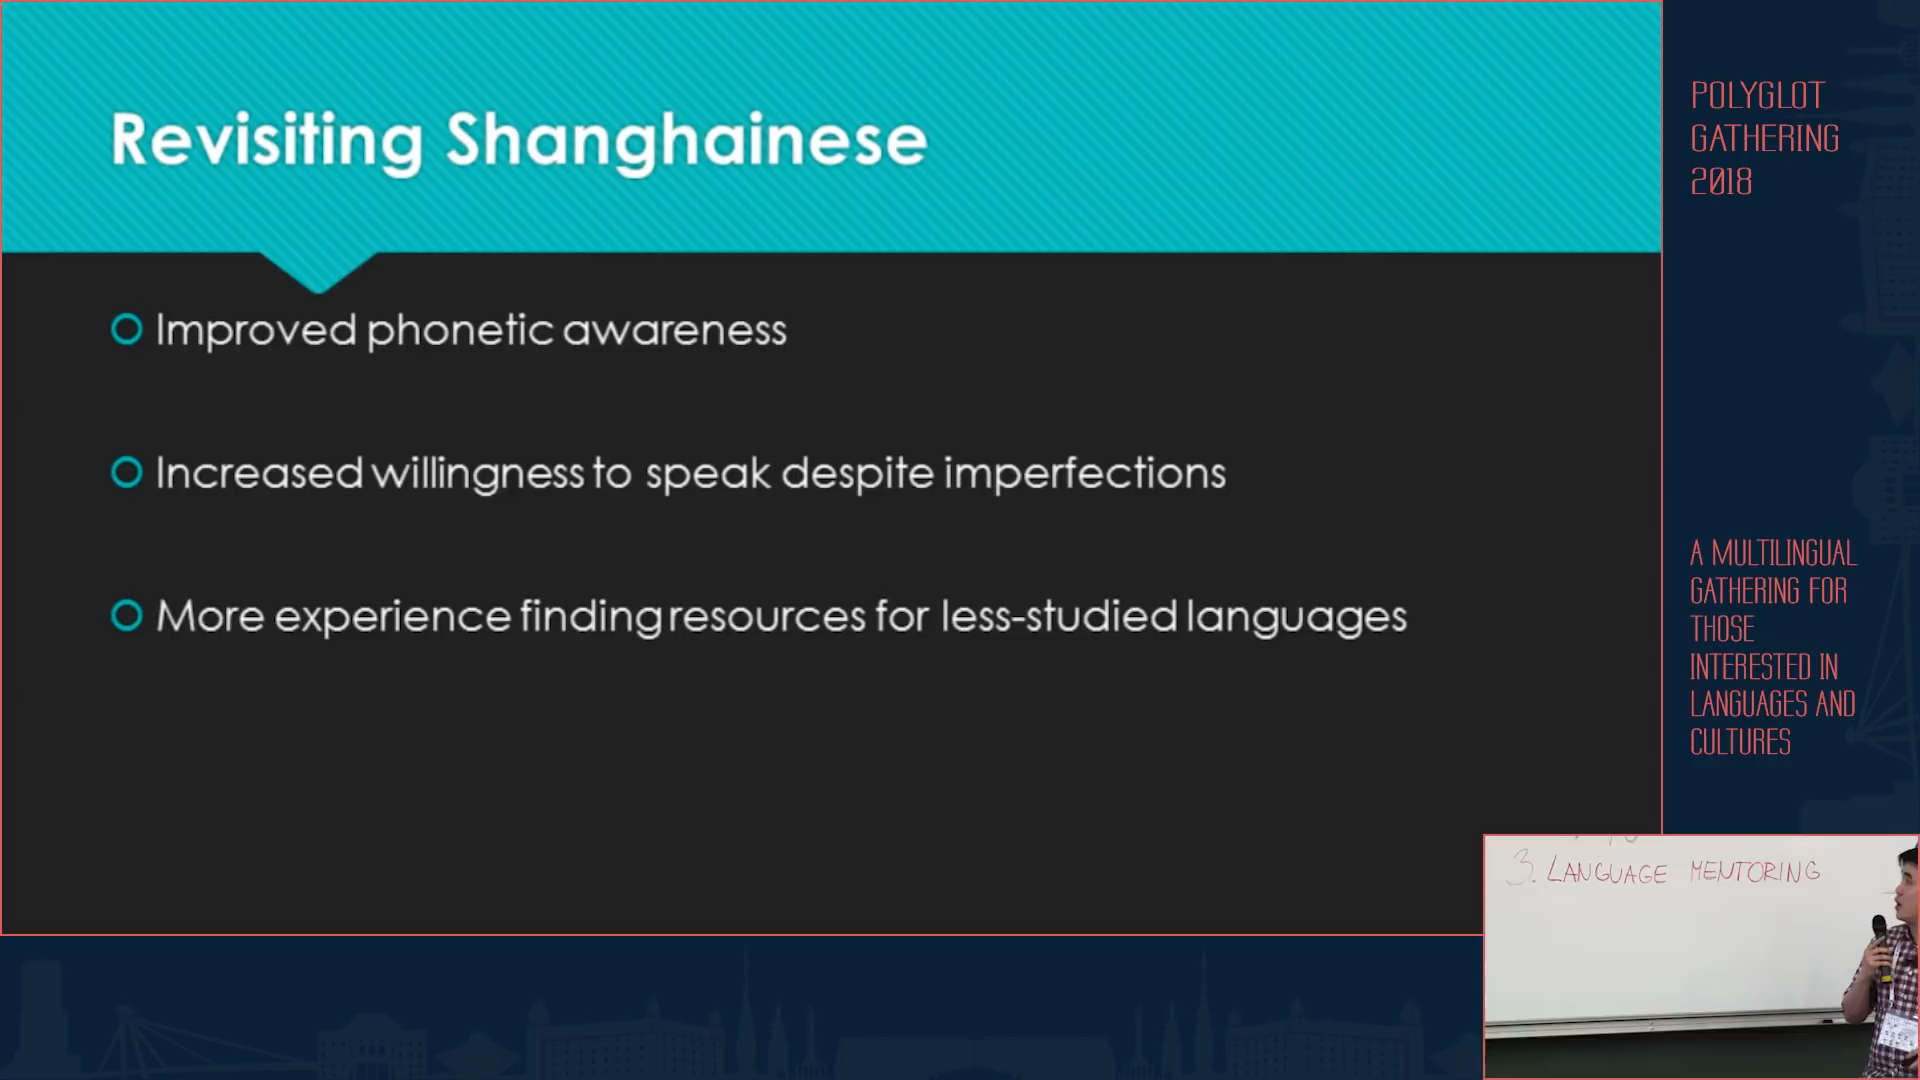 Revisiting Shanghainese
Improved phonetic awareness
Increased willingness to speak despite imperfections
More experience finding resources for less-studied languages
POLYGLOT
GATHERING
2018
A MULTILINGUAL
GATHERING FOR
THOSE
INTERESTED IN
LANGUAGES AND
CULTURES
3. LANGUAGE MENTORING